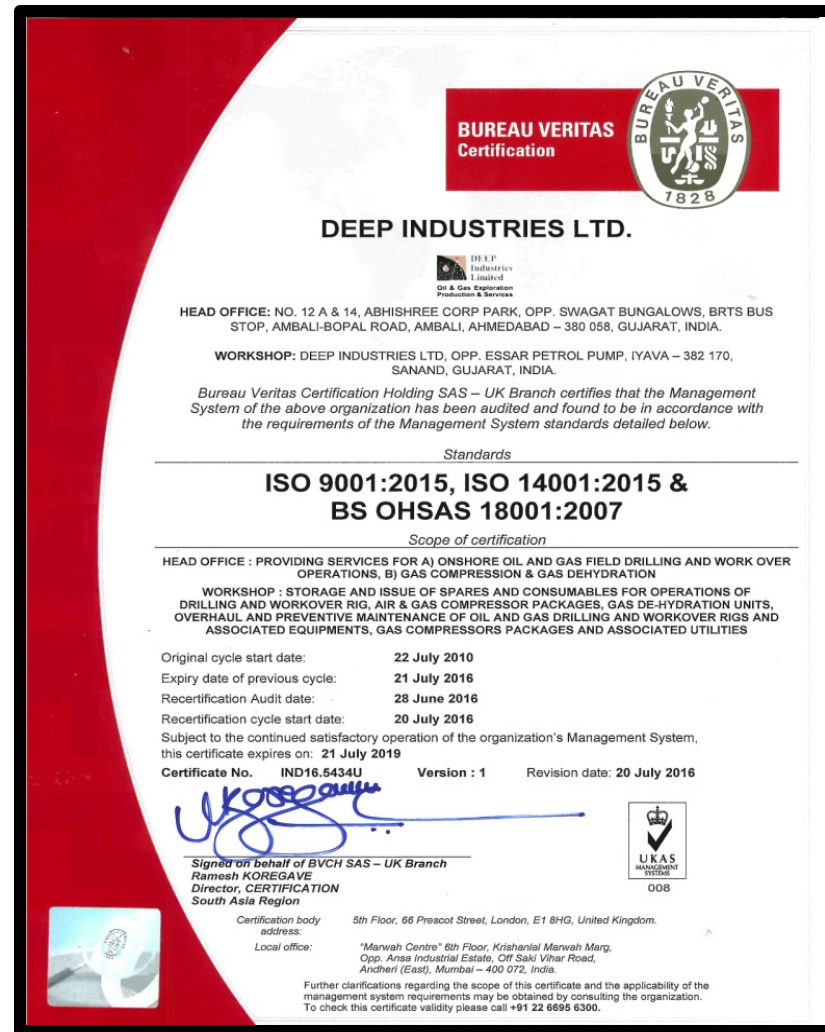 BUREAU VERITAS
Certification
BUREAU VERITAS
1828
DEEP INDUSTRIES LTD.
DEEP
Industries
Limited
Oil & Gas Exploration
Production & Services
HEAD OFFICE: NO. 12 A & 14, ABHISHREE CORP PARK, OPP. SWAGAT BUNGALOWS, BRTS BUS
STOP, AMBALI-BOPAL ROAD, AMBALI, AHMEDABAD – 380 058, GUJARAT, INDIA.
WORKSHOP: DEEP INDUSTRIES LTD, OPP. ESSAR PETROL PUMP, IYAVA – 382 170,
SANAND, GUJARAT, INDIA.
Bureau Veritas Certification Holding SAS – UK Branch certifies that the Management
System of the above organization has been audited and found to be in accordance with
the requirements of the Management System standards detailed below.
Standards
ISO 9001:2015, ISO 14001:2015 &
BS OHSAS 18001:2007
Scope of certification
HEAD OFFICE : PROVIDING SERVICES FOR A) ONSHORE OIL AND GAS FIELD DRILLING AND WORK OVER
OPERATIONS, B) GAS COMPRESSION & GAS DEHYDRATION
WORKSHOP : STORAGE AND ISSUE OF SPARES AND CONSUMABLES FOR OPERATIONS OF
DRILLING AND WORKOVER RIG, AIR & GAS COMPRESSOR PACKAGES, GAS DE-HYDRATION UNITS,
OVERHAUL AND PREVENTIVE MAINTENANCE OF OIL AND GAS DRILLING AND WORKOVER RIGS AND
ASSOCIATED EQUIPMENTS, GAS COMPRESSORS PACKAGES AND ASSOCIATED UTILITIES
Original cycle start date: 22 July 2010
Expiry date of previous cycle: 21 July 2016
Recertification Audit date: 28 June 2016
Recertification cycle start date: 20 July 2016
Subject to the continued satisfactory operation of the organization's Management System,
this certificate expires on: 21 July 2019
Certificate No. IND16.5434U Version : 1 Revision date: 20 July 2016
Signed on behalf of BVCH SAS – UK Branch
Ramesh KOREGAVE
Director, CERTIFICATION
South Asia Region
UKAS
MANAGEMENT
SYSTEMS
008
Certification body address: 5th Floor, 66 Prescot Street, London, E1 8HG, United Kingdom.
Local office: "Marwah Centre" 6th Floor, Krishanlal Marwah Marg,
Opp. Ansa Industrial Estate, Off Saki Vihar Road,
Andheri (East), Mumbai – 400 072, India.
Further clarifications regarding the scope of this certificate and the applicability of the
management system requirements may be obtained by consulting the organization.
To check this certificate validity please call +91 22 6695 6300.